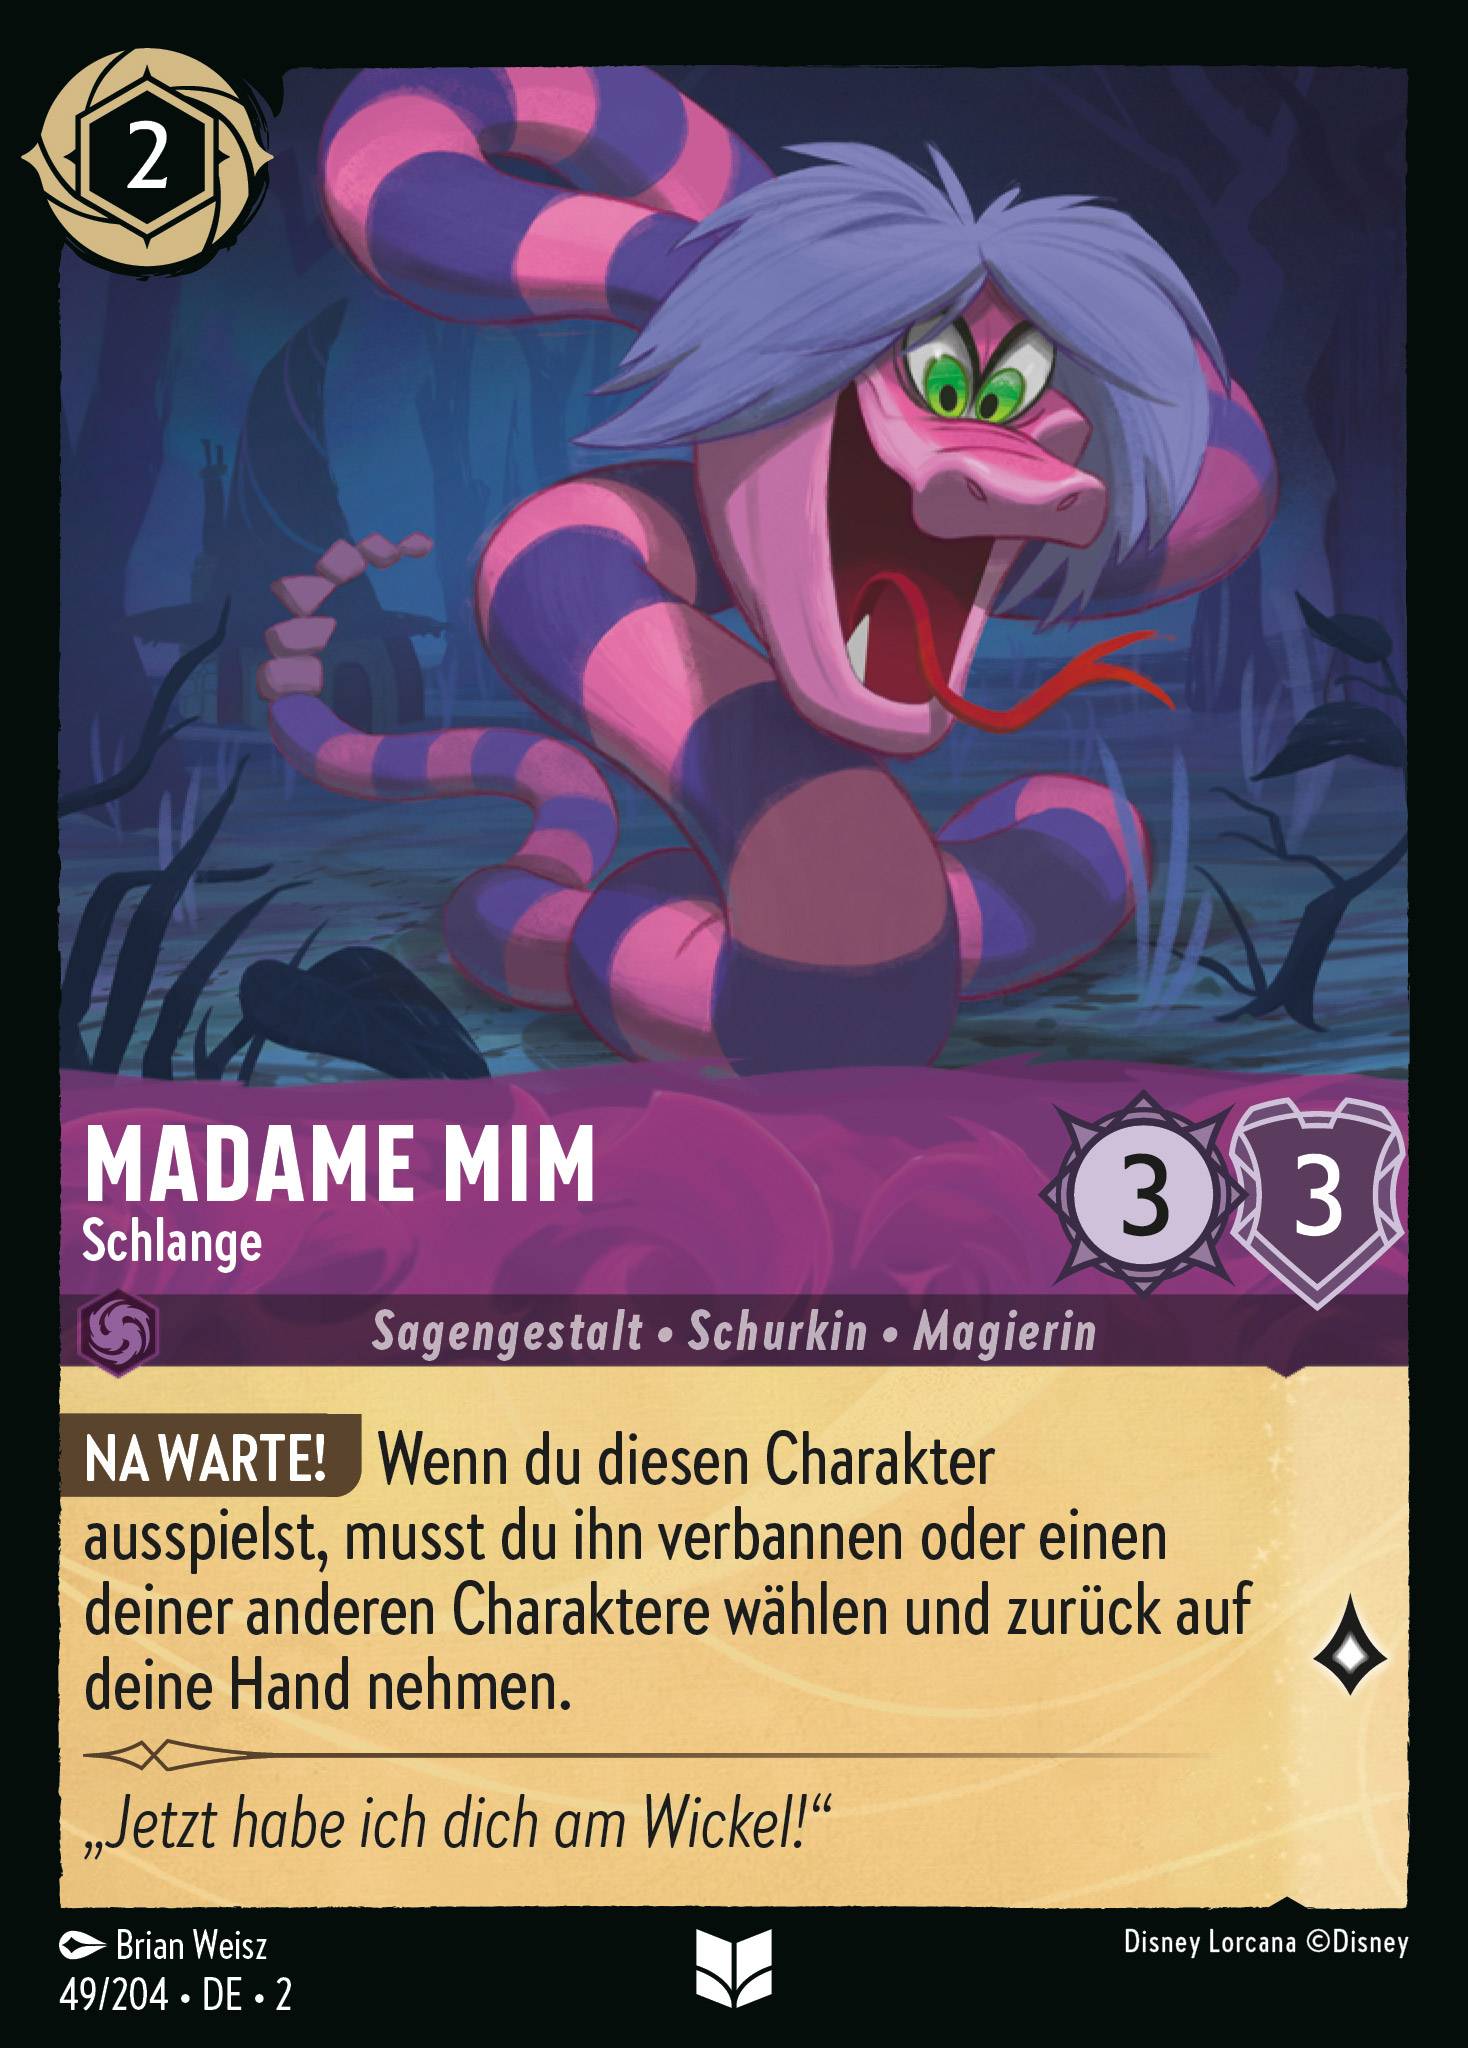 2
MADAME MIM
Schlange
3 3
Sagengestalt • Schurkin • Magierin
NA WARTE! Wenn du diesen Charakter
ausspielst, musst du ihn verbannen oder einen
deiner anderen Charaktere wählen und zurück auf
deine Hand nehmen.
„Jetzt habe ich dich am Wickel!“
Brian Weisz
Disney Lorcana ©Disney
49/204 • DE • 2